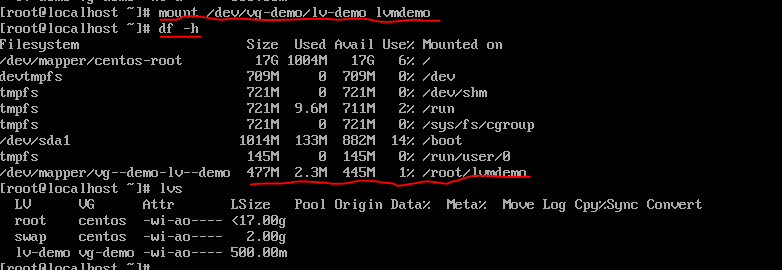 [root@localhost ~]# mount /dev/vg-demo/lv-demo lvmdemo
[root@localhost ~]# df -h
Filesystem                    Size  Used Avail Use% Mounted on
/dev/mapper/centos-root        17G 1004M   17G   6% /
devtmpfs                      709M     0  709M   0% /dev
tmpfs                         721M     0  721M   0% /dev/shm
tmpfs                         721M  9.6M  711M   2% /run
tmpfs                         721M     0  721M   0% /sys/fs/cgroup
/dev/sda1                    1014M  133M  882M  14% /boot
tmpfs                         145M     0  145M   0% /run/user/0
/dev/mapper/vg--demo-lv--demo  477M  2.3M  445M   1% /root/lvmdemo
[root@localhost ~]# lvs
  LV      VG      Attr       LSize   Pool Origin Data%  Meta%  Move Log Cpy%Sync Convert
  root    centos  -wi-ao---- <17.00g
  swap    centos  -wi-ao----   2.00g
  lv-demo vg-demo -wi-ao---- 500.00m
[root@localhost ~]#